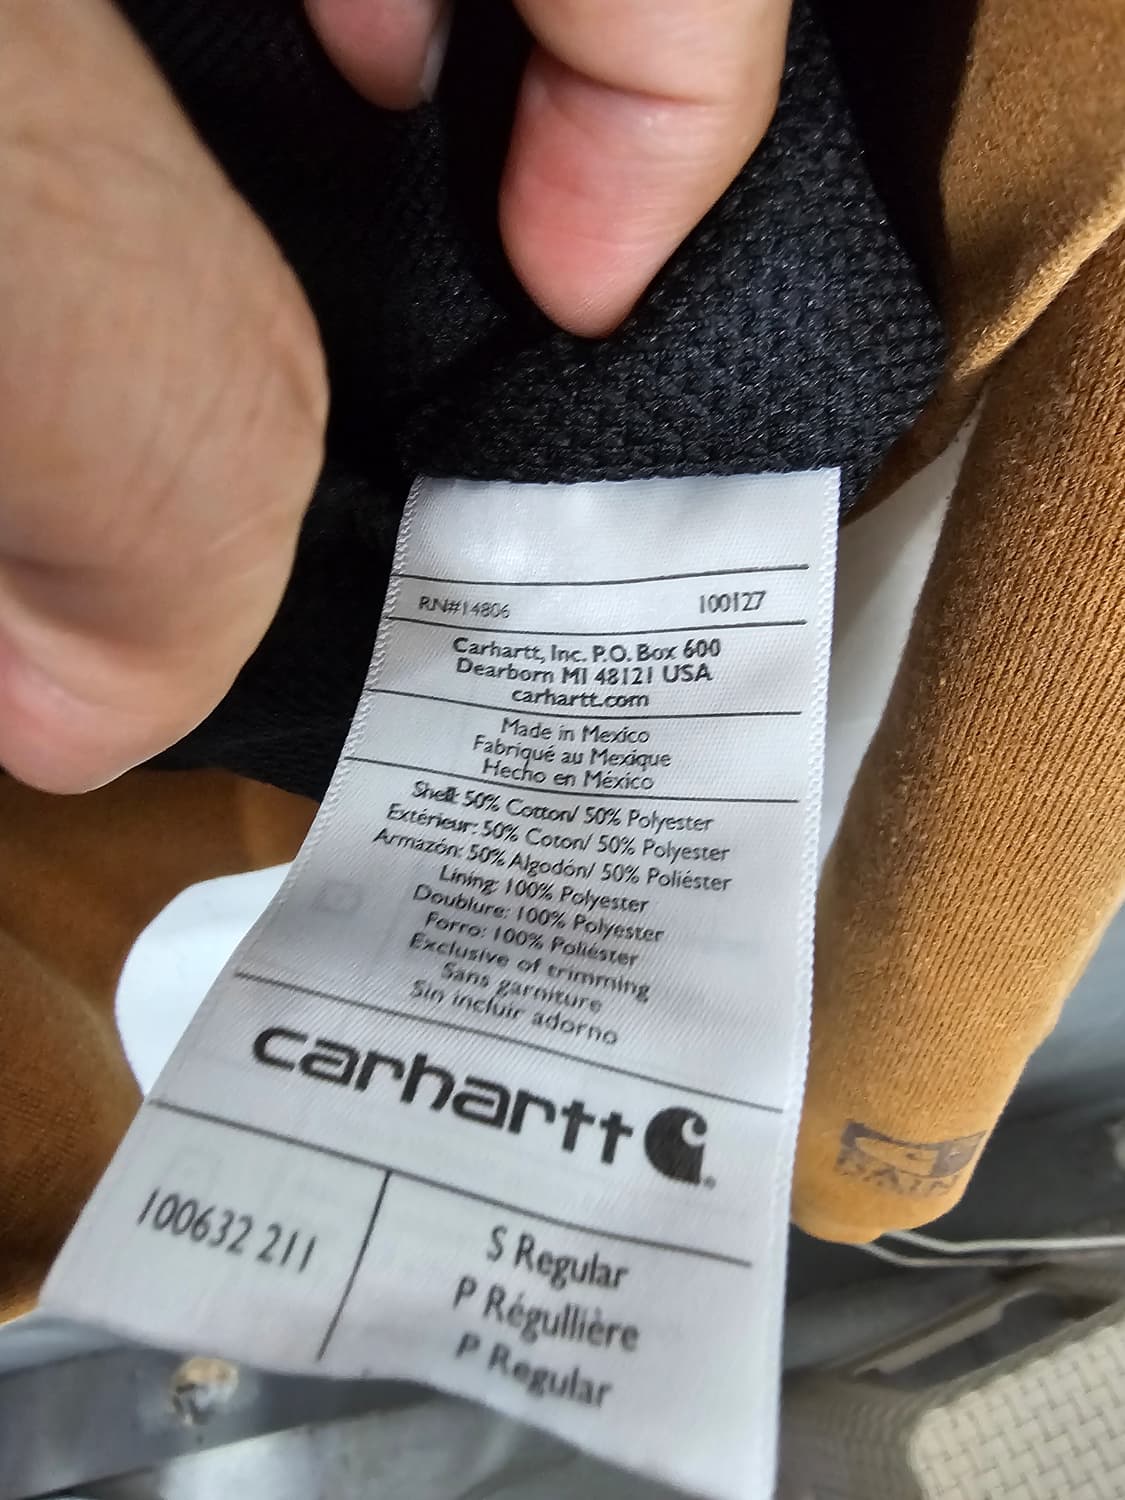 RN#14806 100127
Carhartt, Inc. P.O. Box 600
Dearborn MI 48121 USA
carhartt.com
Made in Mexico
Fabriqué au Mexique
Hecho en México
Shell: 50% Cotton/ 50% Polyester
Extérieur: 50% Coton/ 50% Polyester
Armazón: 50% Algodón/ 50% Poliéster
Lining: 100% Polyester
Doublure: 100% Polyester
Forro: 100% Poliéster
Exclusive of trimming
Sans garniture
Sin incluir adorno
carhartt
100632 211
S Regular
P Régullière
P Regular